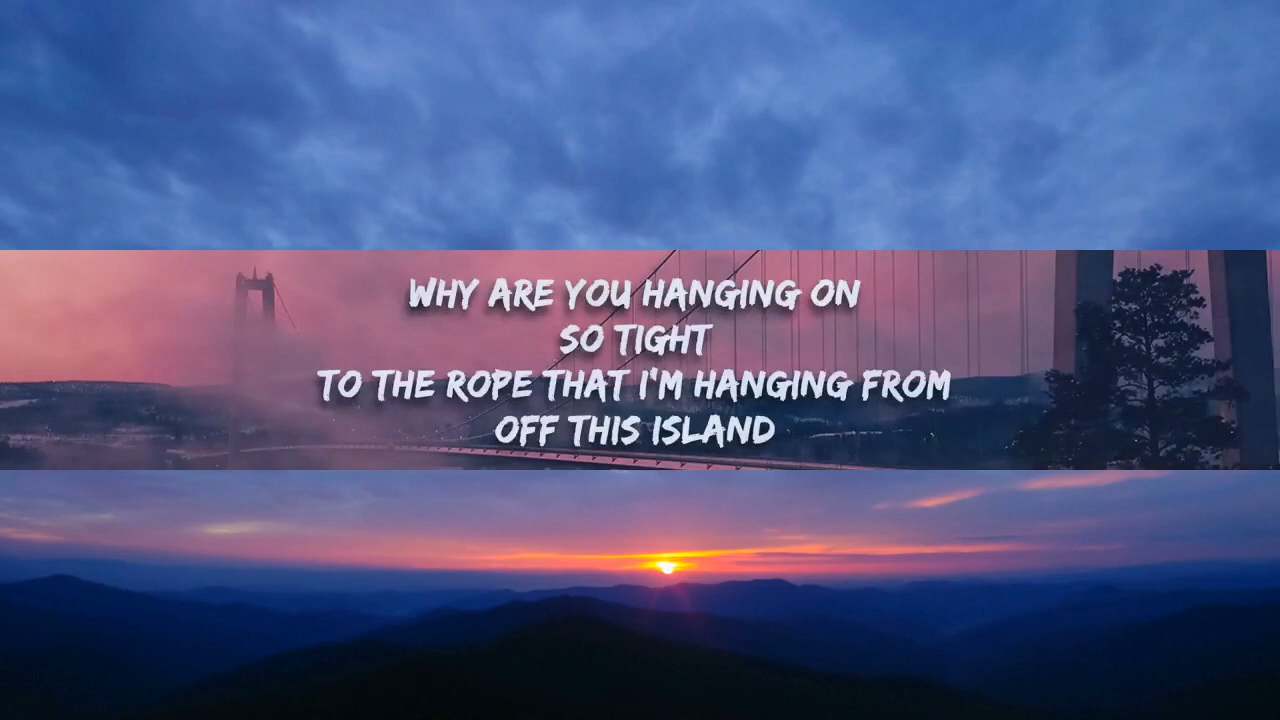 WHY ARE YOU HANGING ON
SO TIGHT
TO THE ROPE THAT I'M HANGING FROM
OFF THIS ISLAND